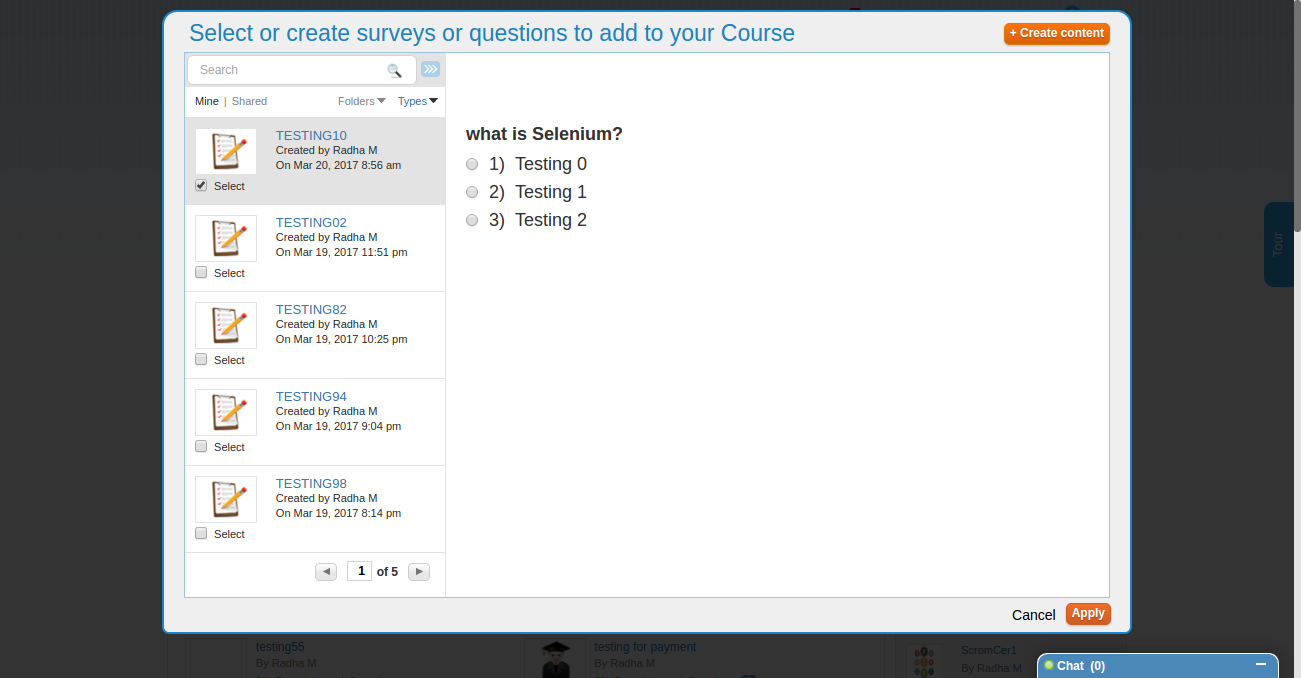 Select or create surveys or questions to add to your Course
+ Create content
Search
Mine | Shared
Folders
Types
TESTING10
Created by Radha M
On Mar 20, 2017 8:56 am
Select
TESTING02
Created by Radha M
On Mar 19, 2017 11:51 pm
Select
TESTING82
Created by Radha M
On Mar 19, 2017 10:25 pm
Select
TESTING94
Created by Radha M
On Mar 19, 2017 9:04 pm
Select
TESTING98
Created by Radha M
On Mar 19, 2017 8:14 pm
Select
1 of 5
what is Selenium?
1) Testing 0
2) Testing 1
3) Testing 2
Cancel
Apply
Tour
testing55
By Radha M
testing for payment
By Radha M
ScromCer1
By Radha M
Chat (0)